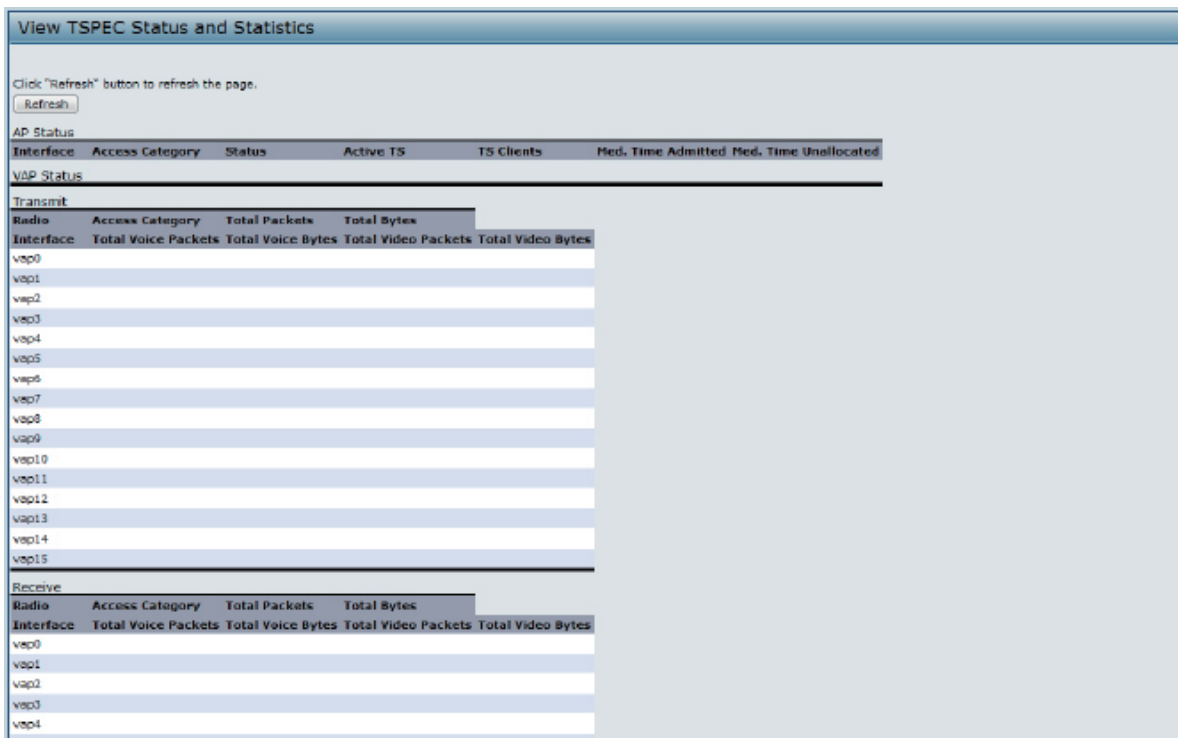 View TSPEC Status and Statistics
Click "Refresh" button to refresh the page.
Refresh
AP Status
Interface Access Category Status Active TS TS Clients Med. Time Admitted Med. Time Unallocated
VAP Status
Transmit
Radio Access Category Total Packets Total Bytes
Interface Total Voice Packets Total Voice Bytes Total Video Packets Total Video Bytes
vap0
vap1
vap2
vap3
vap4
vap5
vap6
vap7
vap8
vap9
vap10
vap11
vap12
vap13
vap14
vap15
Receive
Radio Access Category Total Packets Total Bytes
Interface Total Voice Packets Total Voice Bytes Total Video Packets Total Video Bytes
vap0
vap1
vap2
vap3
vap4